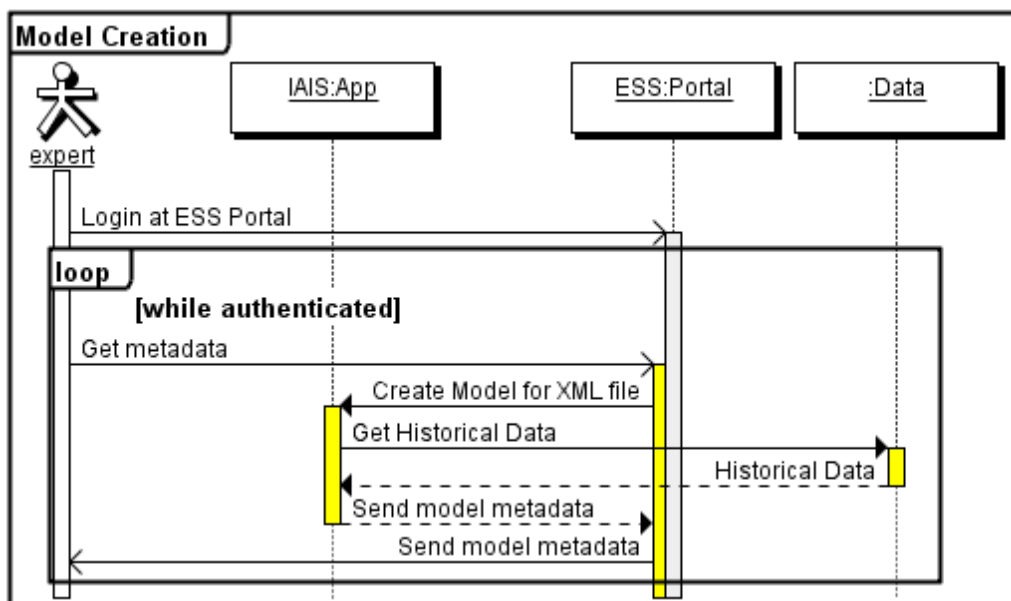 Model Creation
expert
IAIS:App
ESS:Portal
:Data
Login at ESS Portal
loop
[while authenticated]
Get metadata
Create Model for XML file
Get Historical Data
Historical Data
Send model metadata
Send model metadata